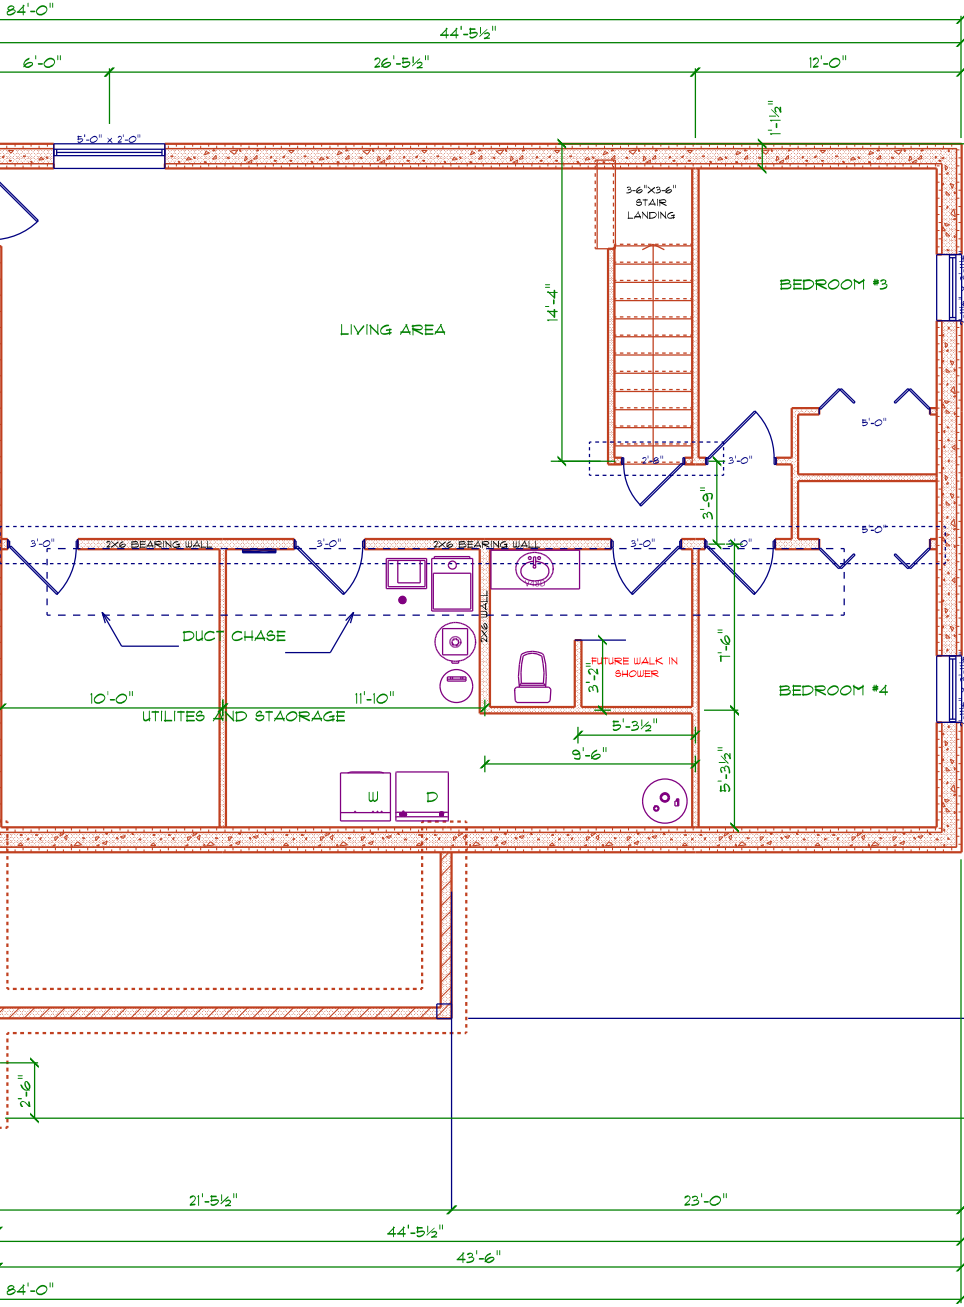 84'-0"
44'-5½"
6'-0"
26'-5½"
12'-0"
1'-1½"
5'-0" x 2'-0"
3-6"X3-6"
STAIR
LANDING
BEDROOM #3
14'-4"
LIVING AREA
5'-0"
2'-8"
3'-0"
3'-9"
5'-0"
3'-0"
2X6 BEARING WALL
3'-0"
2X6 BEARING WALL
3'-0"
3'-0"
2X6 WALL
DUCT CHASE
7'-6"
FUTURE WALK IN
SHOWER
3'-2"
BEDROOM #4
10'-0"
11'-10"
UTILITES AND STAORAGE
5'-3½"
9'-6"
5'-3½"
W
D
2'-6"
21'-5½"
23'-0"
44'-5½"
43'-6"
84'-0"